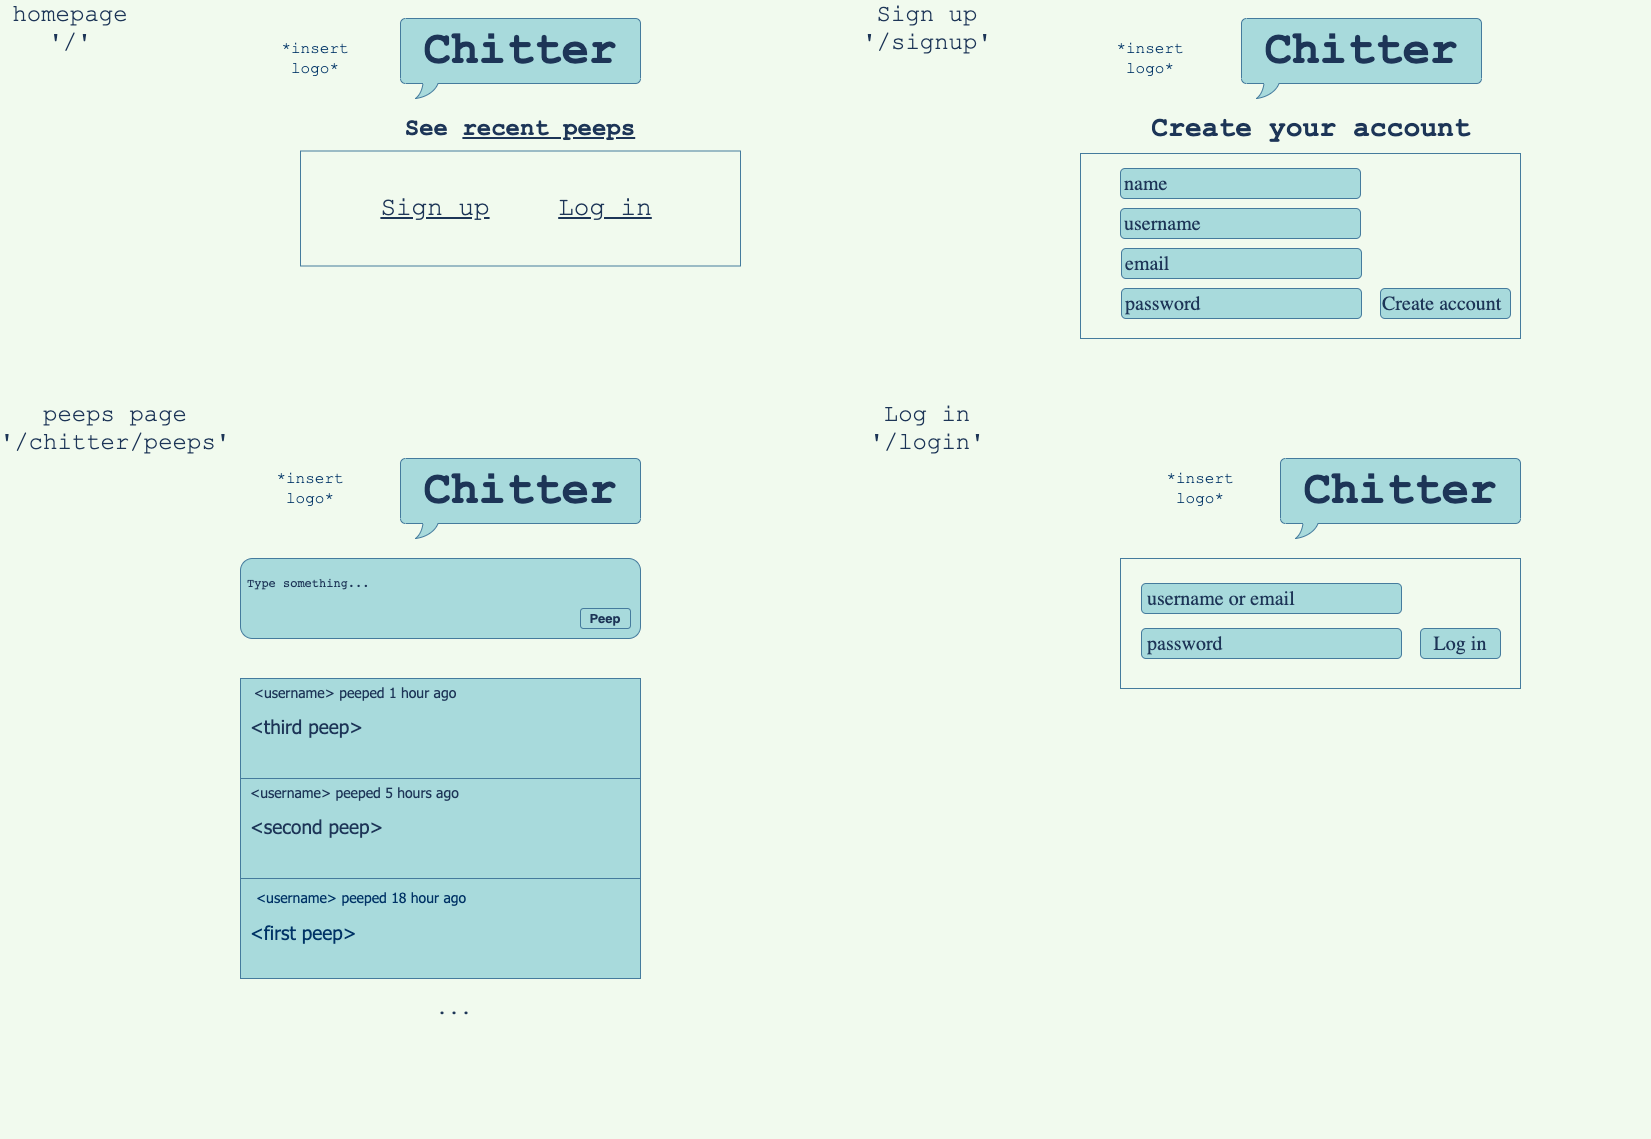 homepage
'/'
*insert
logo*
Chitter
See recent peeps
Sign up
Log in
Sign up
'/signup'
*insert
logo*
Chitter
Create your account
name
username
email
password
Create account
peeps page
'/chitter/peeps'
*insert
logo*
Chitter
Type something...
Peep
<username> peeped 1 hour ago
<third peep>
<username> peeped 5 hours ago
<second peep>
<username> peeped 18 hour ago
<first peep>
...
Log in
'/login'
*insert
logo*
Chitter
username or email
password
Log in